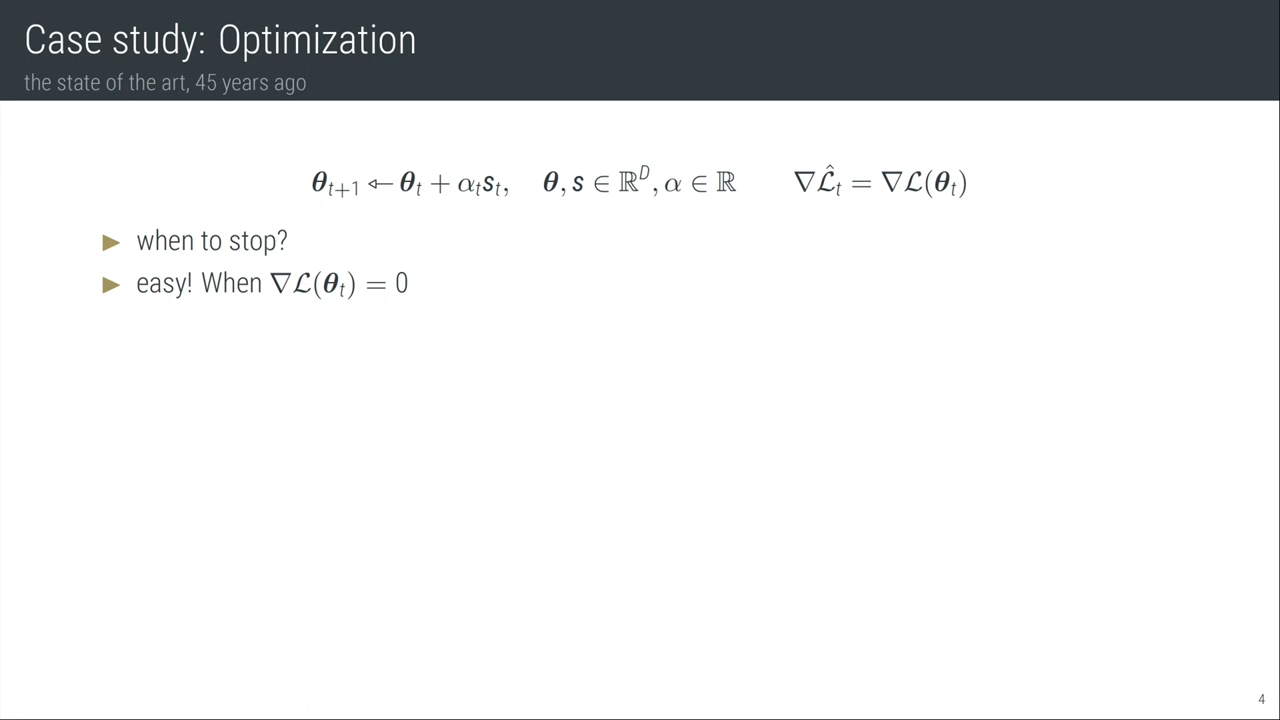 Case study: Optimization
the state of the art, 45 years ago
θ_{t+1} ← θ_t + α_t s_t, θ, s ∈ ℝ^D, α ∈ ℝ ∇ℒ̂_t = ∇ℒ(θ_t)
▶ when to stop?
▶ easy! When ∇ℒ(θ_t) = 0
4